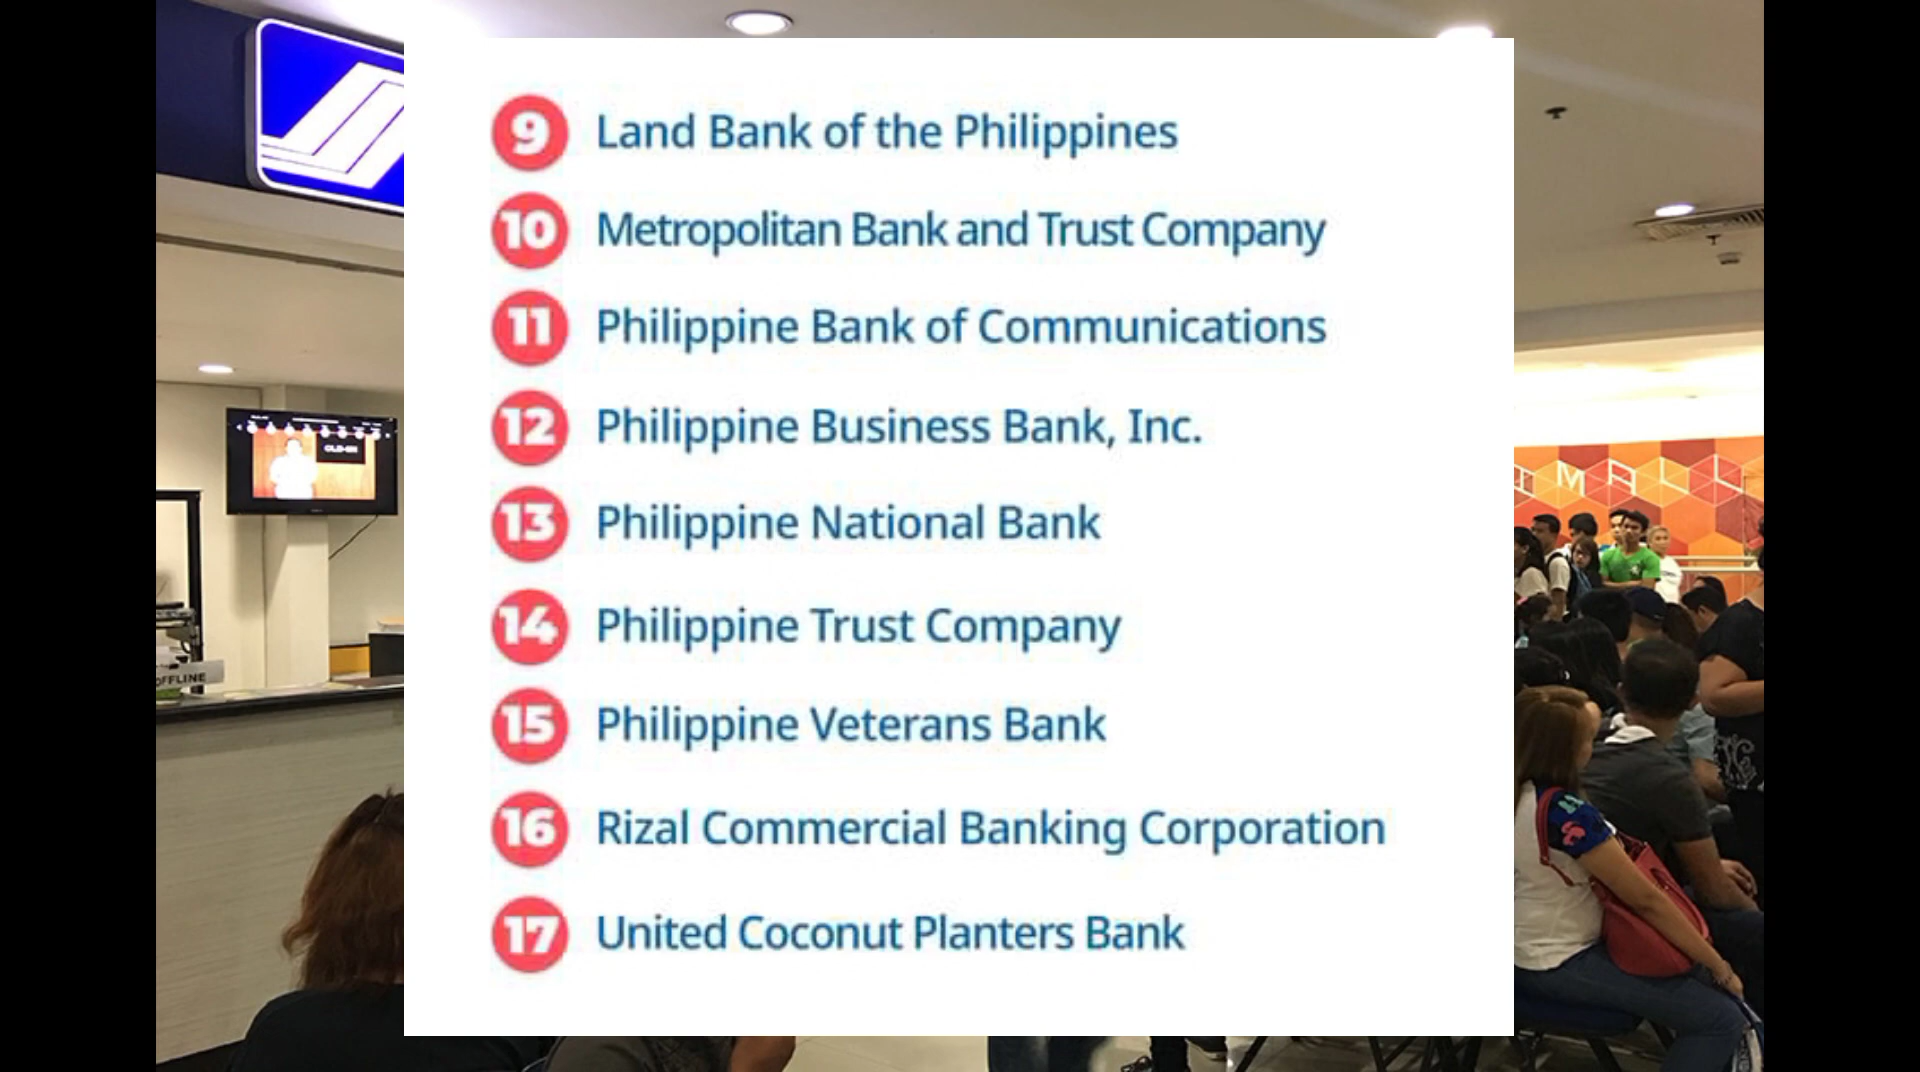 9 Land Bank of the Philippines
10 Metropolitan Bank and Trust Company
11 Philippine Bank of Communications
12 Philippine Business Bank, Inc.
13 Philippine National Bank
14 Philippine Trust Company
15 Philippine Veterans Bank
16 Rizal Commercial Banking Corporation
17 United Coconut Planters Bank
OFFLINE
MALL